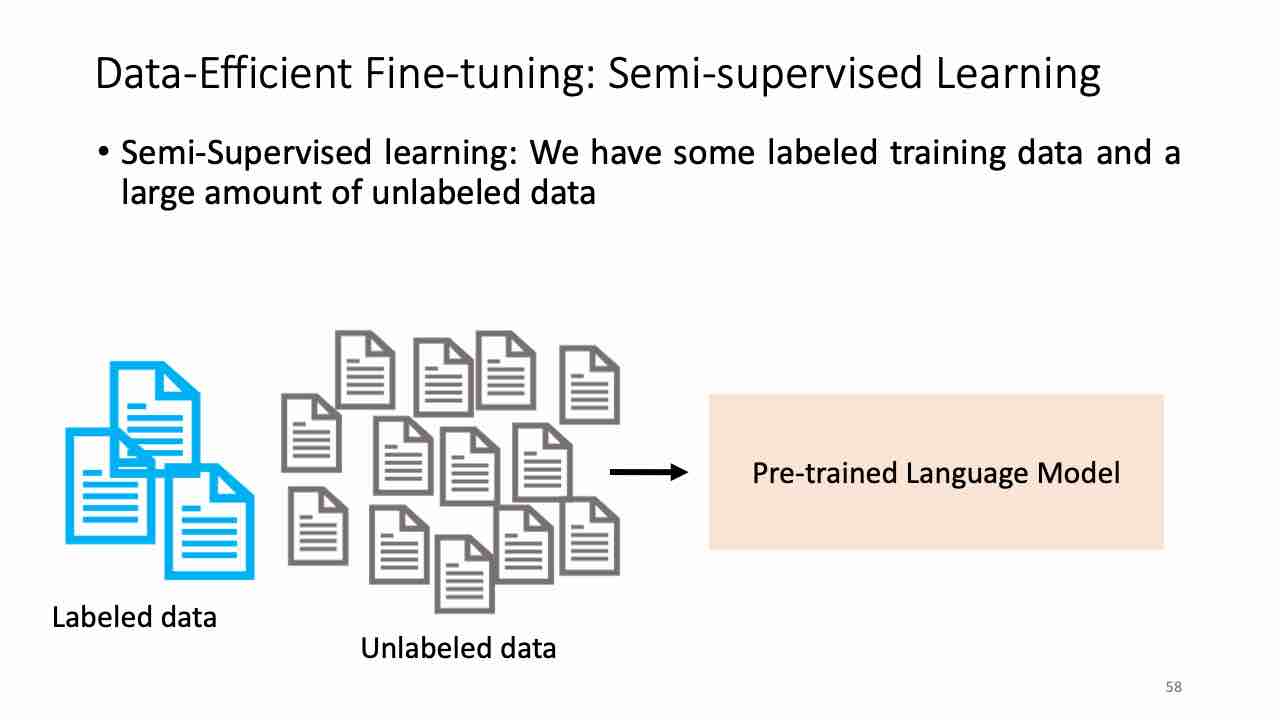 Data-Efficient Fine-tuning: Semi-supervised Learning
• Semi-Supervised learning: We have some labeled training data and a
large amount of unlabeled data
Pre-trained Language Model
Labeled data
Unlabeled data
58